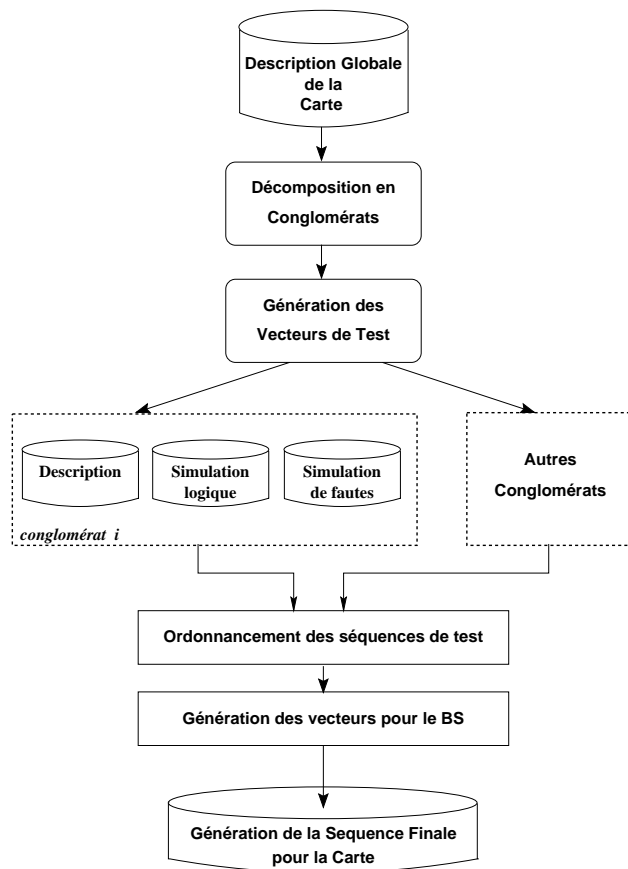 Description Globale
de la
Carte
Décomposition en
Conglomérats
Génération des
Vecteurs de Test
Description
Simulation
logique
Simulation
de fautes
conglomérat i
Autres
Conglomérats
Ordonnancement des séquences de test
Génération des vecteurs pour le BS
Génération de la Sequence Finale
pour la Carte